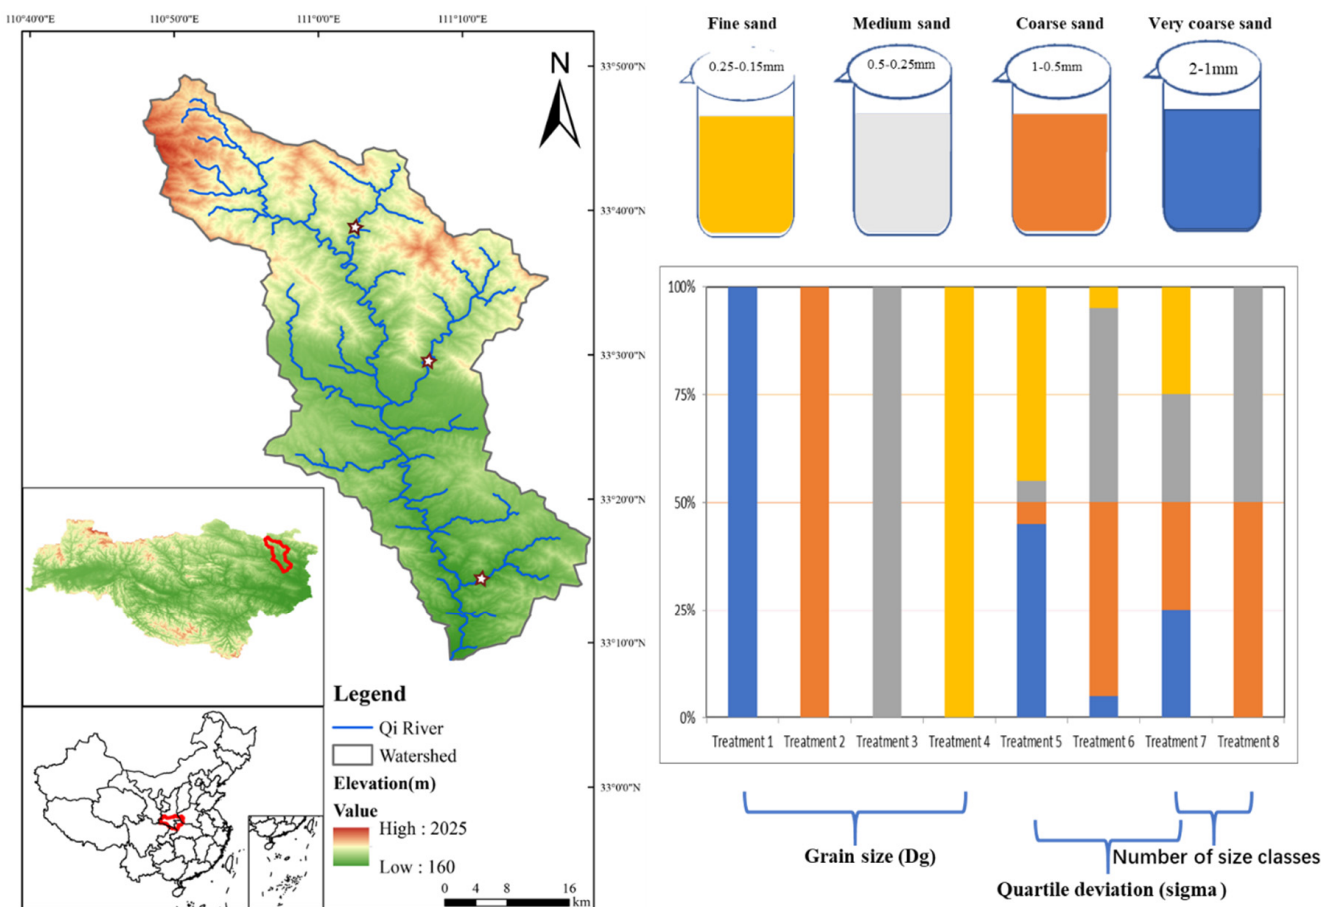 110°40'0"E 110°50'0"E 111°0'0"E 111°10'0"E
33°50'0"N
33°40'0"N
33°30'0"N
33°20'0"N
33°10'0"N
33°0'0"N
N
Legend
Qi River
Watershed
Elevation(m)
Value
High : 2025
Low : 160
0 4 8 16
km
Fine sand Medium sand Coarse sand Very coarse sand
0.25-0.15mm 0.5-0.25mm 1-0.5mm 2-1mm
100%
75%
50%
25%
0%
Treatment 1 Treatment 2 Treatment 3 Treatment 4 Treatment 5 Treatment 6 Treatment 7 Treatment 8
Grain size (Dg)
Number of size classes
Quartile deviation (sigma)